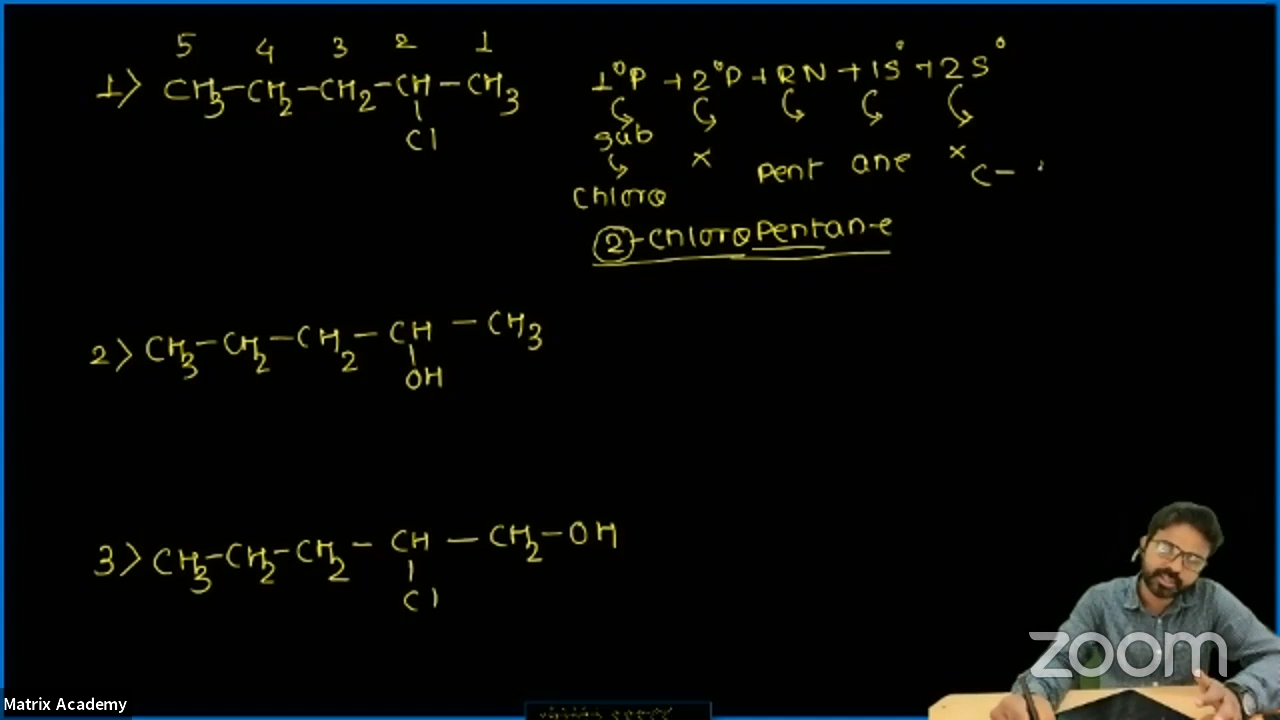 5 4 3 2 1
1> CH3-CH2-CH2-CH-CH3
Cl
1°P + 2°P + RN + 1S° + 2S°
sub
x pent ane x C-
chloro
2-chloropentane
2> CH3-CH2-CH2-CH-CH3
OH
3> CH3-CH2-CH2-CH-CH2-OH
Cl
zoom
Matrix Academy